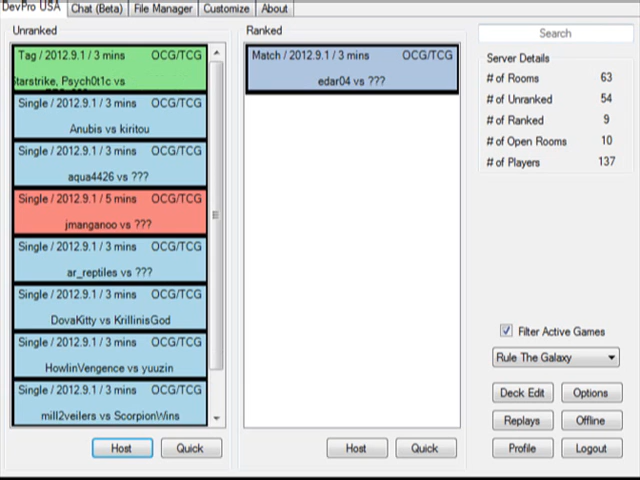 DevPro USA Chat (Beta) File Manager Customize About
Unranked
Tag / 2012.9.1 / 3 mins OCG/TCG
Starstrike, Psych0t1c vs
Single / 2012.9.1 / 3 mins OCG/TCG
Anubis vs kiritou
Single / 2012.9.1 / 3 mins OCG/TCG
aqua4426 vs ???
Single / 2012.9.1 / 5 mins OCG/TCG
jmanganoo vs ???
Single / 2012.9.1 / 3 mins OCG/TCG
ar_reptiles vs ???
Single / 2012.9.1 / 3 mins OCG/TCG
DovaKitty vs KrillinisGod
Single / 2012.9.1 / 3 mins OCG/TCG
HowlinVengence vs yuuzin
Single / 2012.9.1 / 3 mins OCG/TCG
mill2veilers vs ScorpionWins
Host Quick
Ranked
Match / 2012.9.1 / 3 mins OCG/TCG
edar04 vs ???
Host Quick
Search
Server Details
# of Rooms 63
# of Unranked 54
# of Ranked 9
# of Open Rooms 10
# of Players 137
Filter Active Games
Rule The Galaxy
Deck Edit Options
Replays Offline
Profile Logout